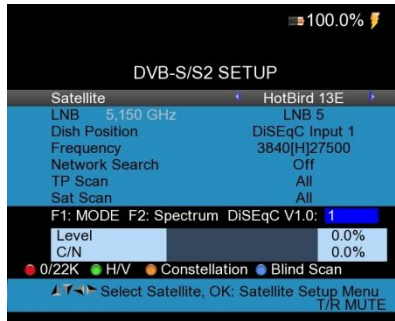 100.0%
DVB-S/S2 SETUP
Satellite HotBird 13E
LNB 5,150 GHz LNB 5
Dish Position DiSEqC Input 1
Frequency 3840[H]27500
Network Search Off
TP Scan All
Sat Scan All
F1: MODE F2: Spectrum DiSEqC V1.0: 1
Level 0.0%
C/N 0.0%
0/22K H/V Constellation Blind Scan
Select Satellite, OK: Satellite Setup Menu
T/R MUTE